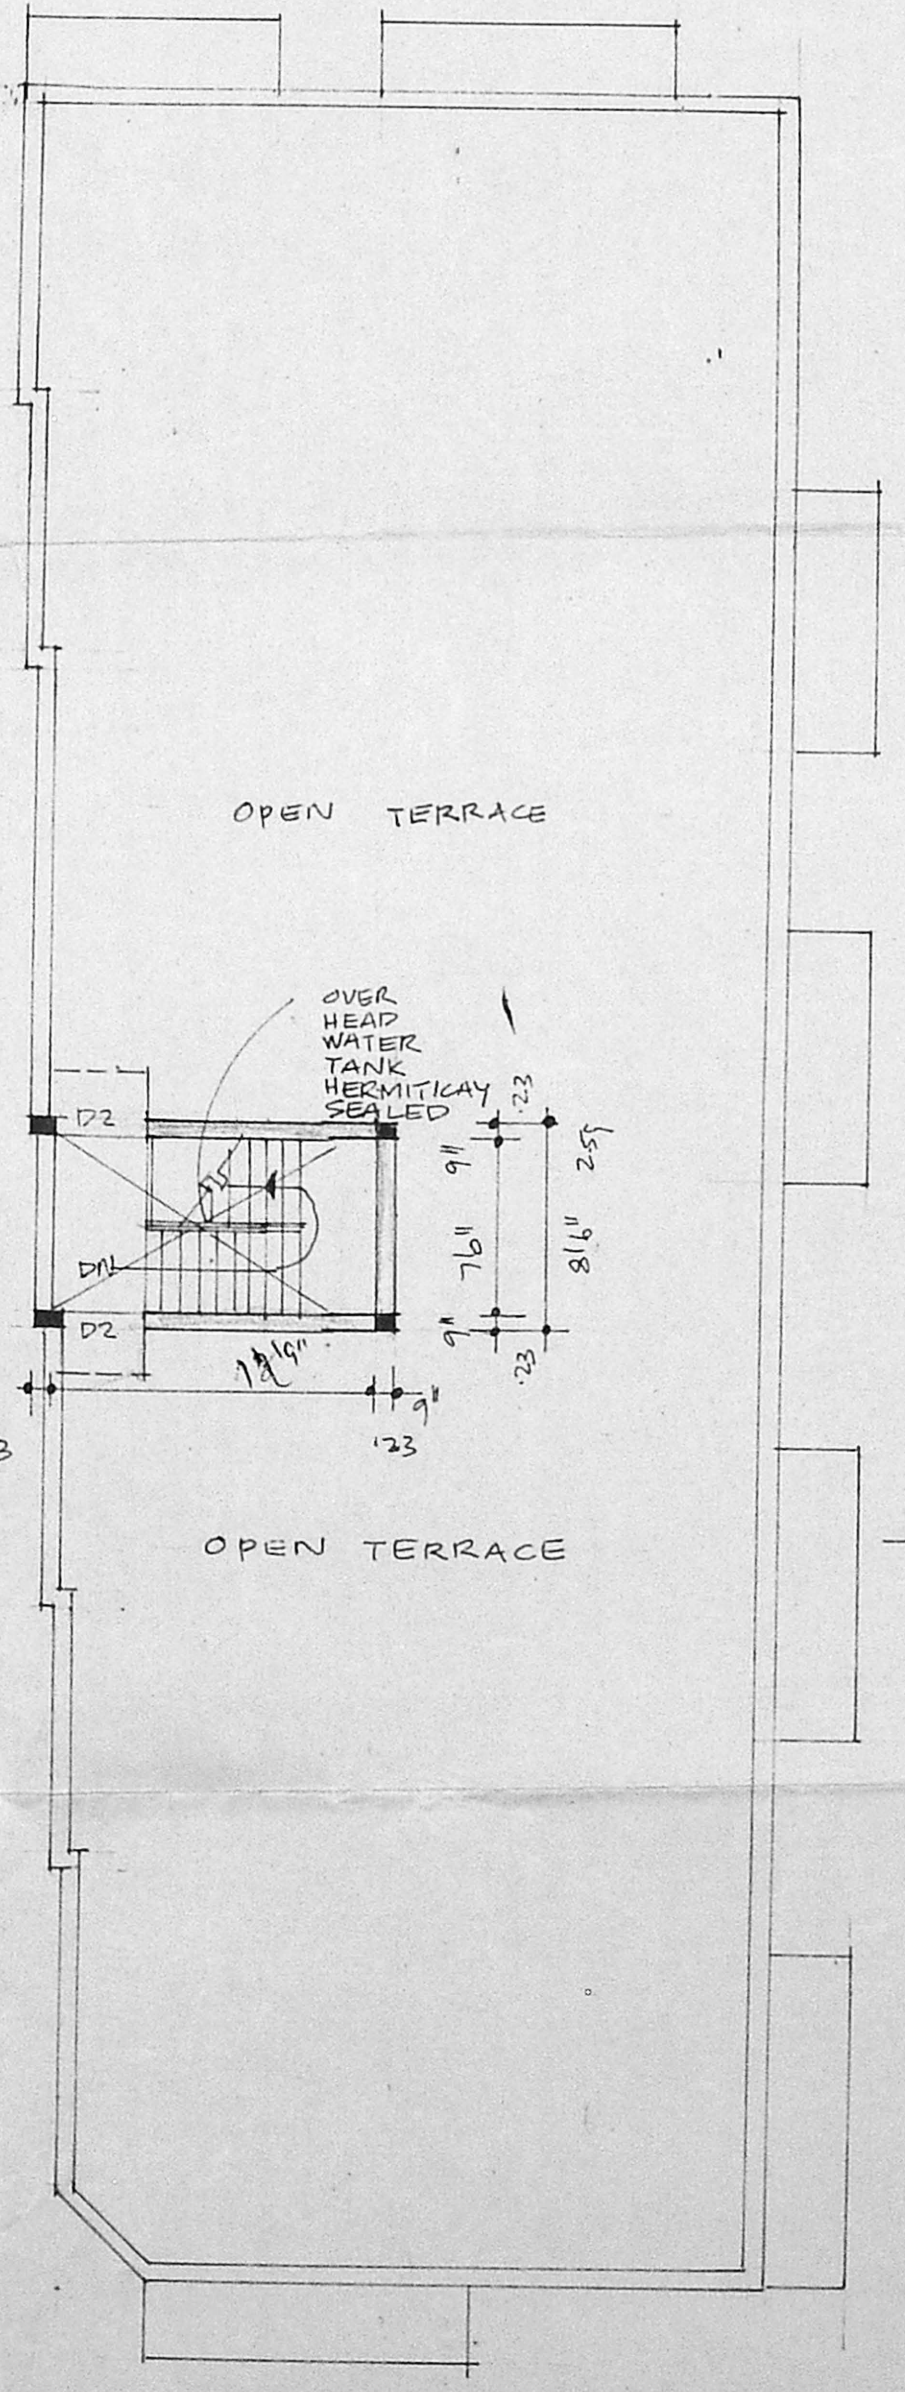 OPEN TERRACE
OVER
HEAD
WATER
TANK
HERMITICAY
SEALED
.23
D2
9"
2.59
7'6"
8'6"
DN
D2
9"
.23
9"
3
.23
OPEN TERRACE